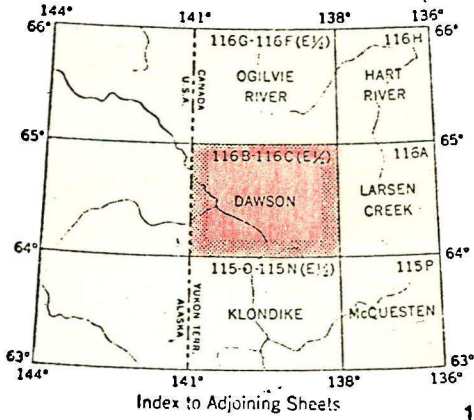 144° 141° 138° 136°
66° 66°
116G-116F(E½) 116H
CANADA
U.S.A.
OGILVIE
RIVER
HART
RIVER
65° 65°
116B-116C(E½) 116A
DAWSON
LARSEN
CREEK
64° 64°
115-O-115N(E½) 115P
YUKON TERR
ALASKA
KLONDIKE McQUESTEN
63° 63°
144° 141° 138° 136°
Index to Adjoining Sheets